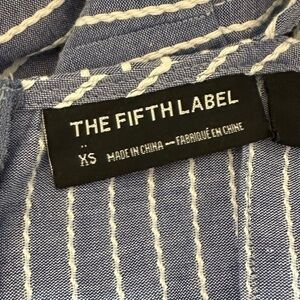 THE FIFTH LABEL
XS MADE IN CHINA — FABRIQUÉ EN CHINE